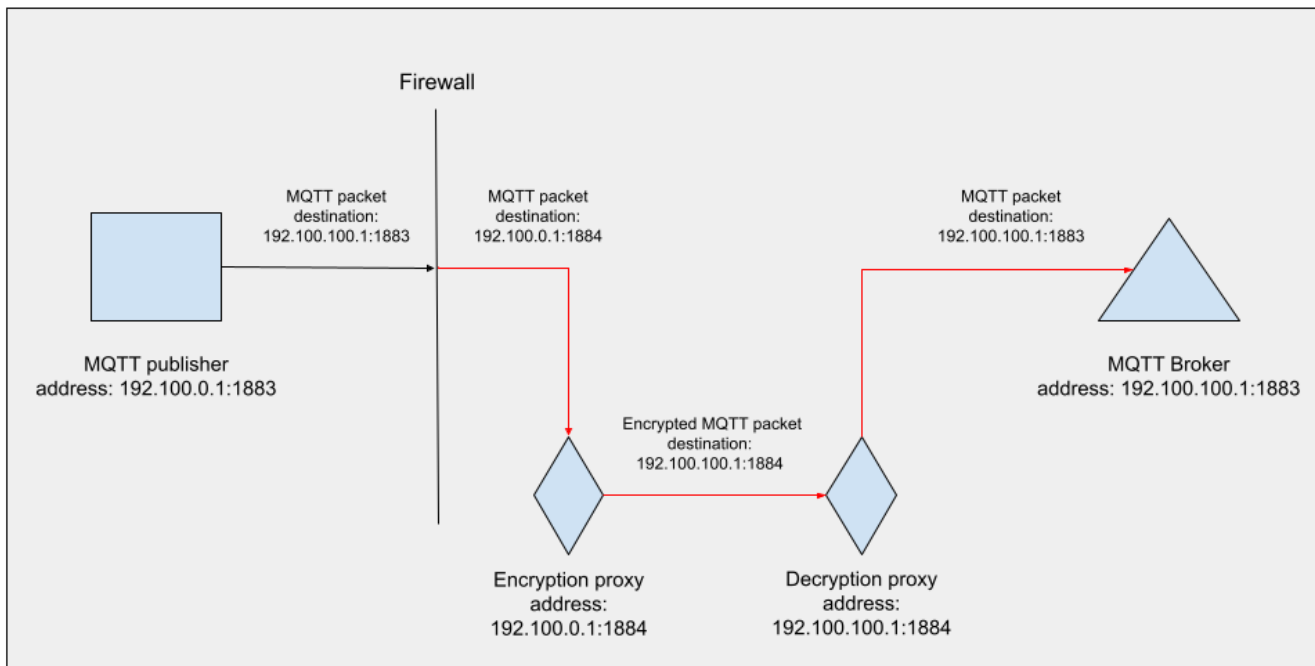 Firewall
MQTT packet
destination:
192.100.100.1:1883
MQTT packet
destination:
192.100.0.1:1884
MQTT packet
destination:
192.100.100.1:1883
MQTT publisher
address: 192.100.0.1:1883
MQTT Broker
address: 192.100.100.1:1883
Encrypted MQTT packet
destination:
192.100.100.1:1884
Encryption proxy
address:
192.100.0.1:1884
Decryption proxy
address:
192.100.100.1:1884